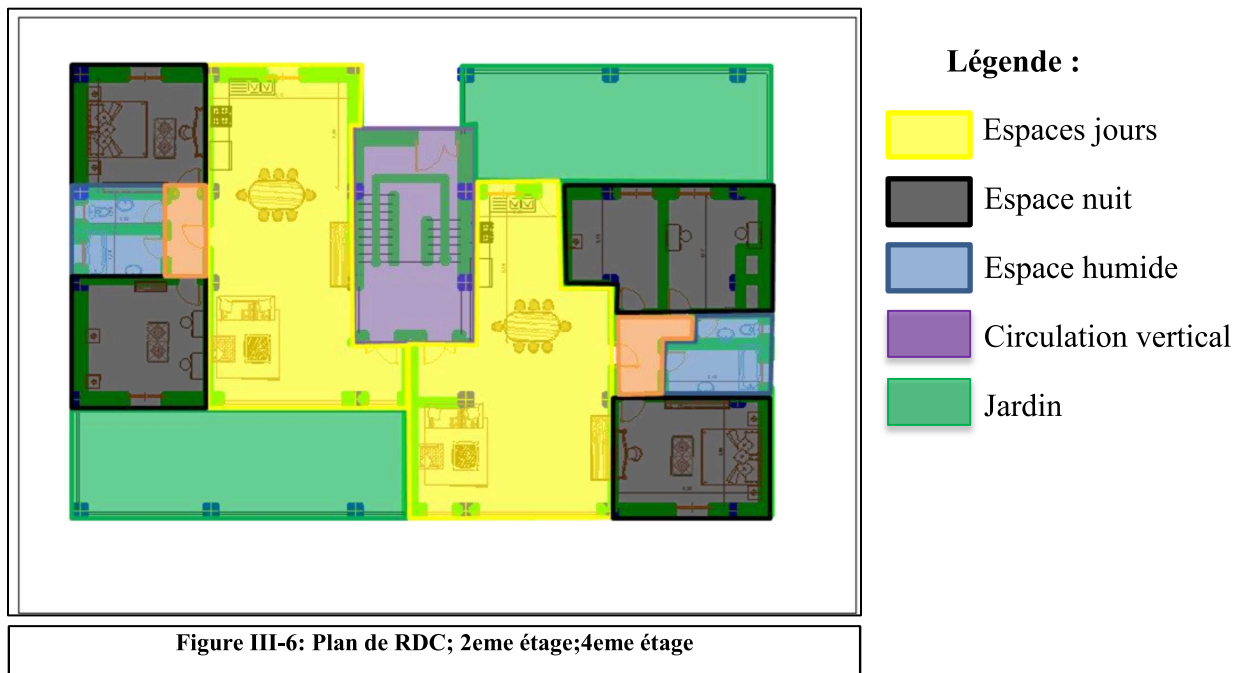 Légende :
Espaces jours
Espace nuit
Espace humide
Circulation vertical
Jardin
Figure III-6: Plan de RDC; 2eme étage;4eme étage